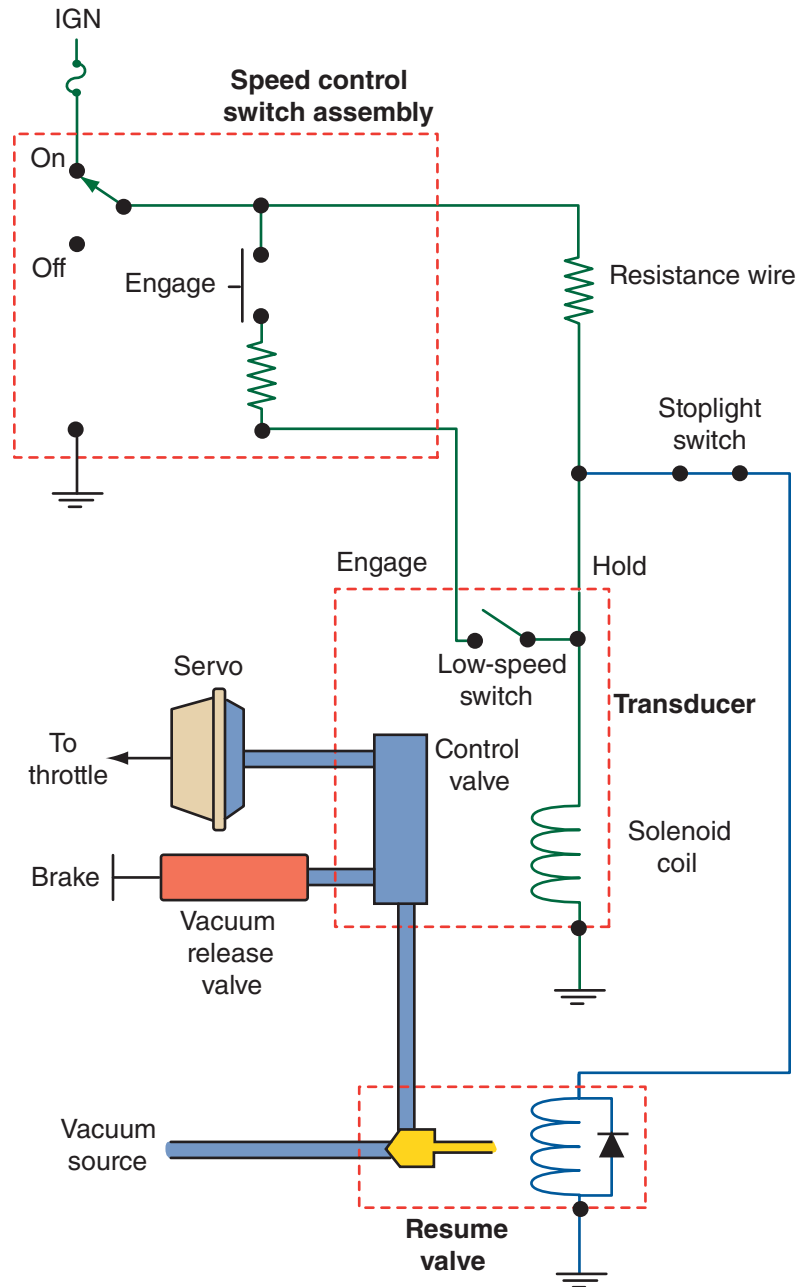 IGN
Speed control
switch assembly
On
Off
Engage
Resistance wire
Stoplight
switch
Engage
Hold
Low-speed
switch
Transducer
Servo
To
throttle
Control
valve
Solenoid
coil
Brake
Vacuum
release
valve
Vacuum
source
Resume
valve